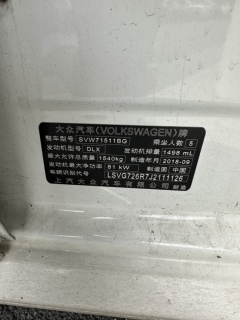 大众汽车(VOLKSWAGEN)牌
整车型号 SVW71511BG 乘坐人数 5
发动机型号 DLX 发动机排量 1498 mL
最大允许总质量 1540kg 制造年月 2018-09
发动机最大净功率 81 kW 制造国 中国
车辆识别代号 LSVG726R7J2111126
上汽大众汽车有限公司 制造